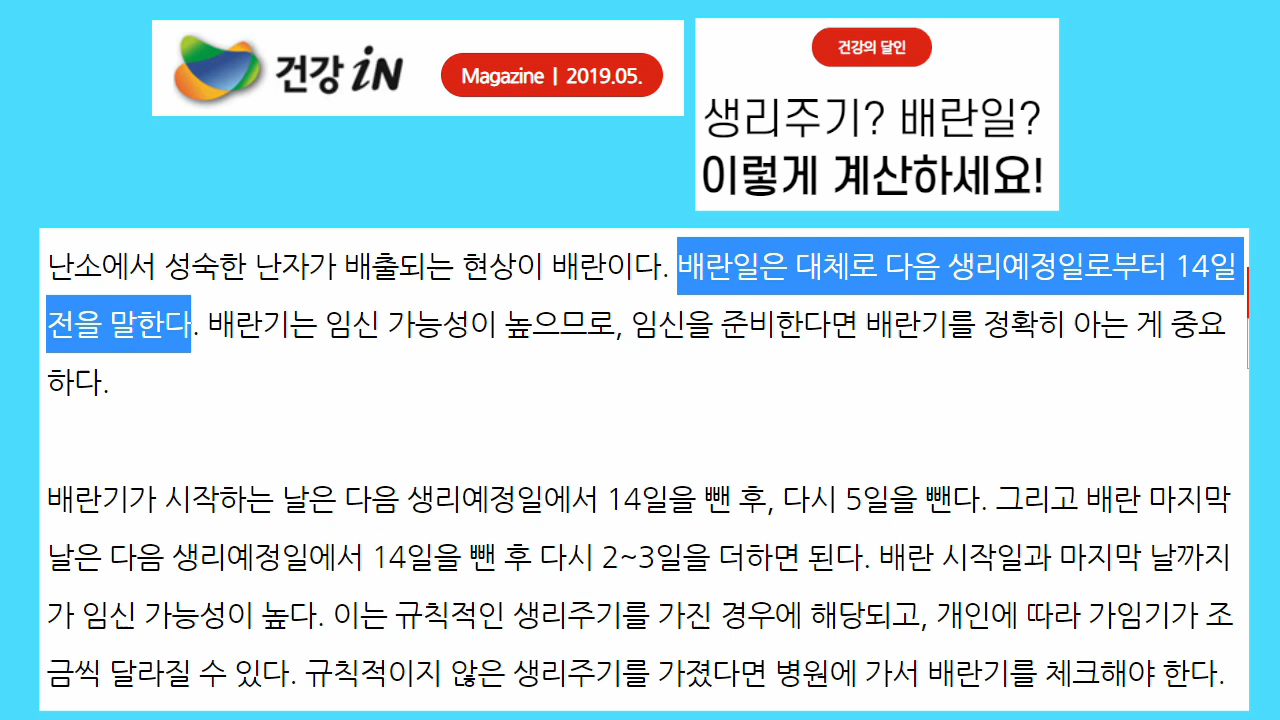 건강iN
Magazine | 2019.05.
건강의 달인
생리주기? 배란일?
이렇게 계산하세요!
난소에서 성숙한 난자가 배출되는 현상이 배란이다. 배란일은 대체로 다음 생리예정일로부터 14일
전을 말한다. 배란기는 임신 가능성이 높으므로, 임신을 준비한다면 배란기를 정확히 아는 게 중요
하다.
배란기가 시작하는 날은 다음 생리예정일에서 14일을 뺀 후, 다시 5일을 뺀다. 그리고 배란 마지막
날은 다음 생리예정일에서 14일을 뺀 후 다시 2~3일을 더하면 된다. 배란 시작일과 마지막 날까지
가 임신 가능성이 높다. 이는 규칙적인 생리주기를 가진 경우에 해당되고, 개인에 따라 가임기가 조
금씩 달라질 수 있다. 규칙적이지 않은 생리주기를 가졌다면 병원에 가서 배란기를 체크해야 한다.